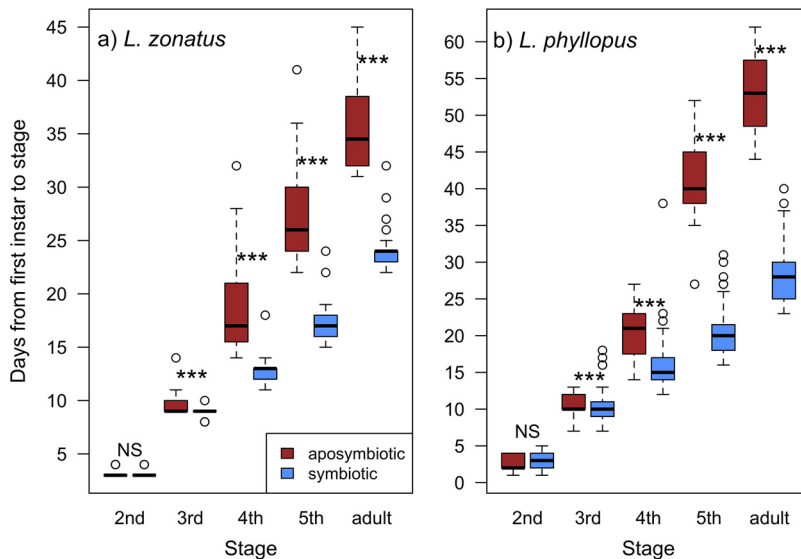 a) L. zonatus
b) L. phyllopus
Days from first instar to stage
45
40
35
30
25
20
15
10
5
NS
***
***
***
***
2nd
3rd
4th
5th
adult
Stage
aposymbiotic
symbiotic
60
55
50
45
40
35
30
25
20
15
10
5
0
NS
***
***
***
***
2nd
3rd
4th
5th
adult
Stage